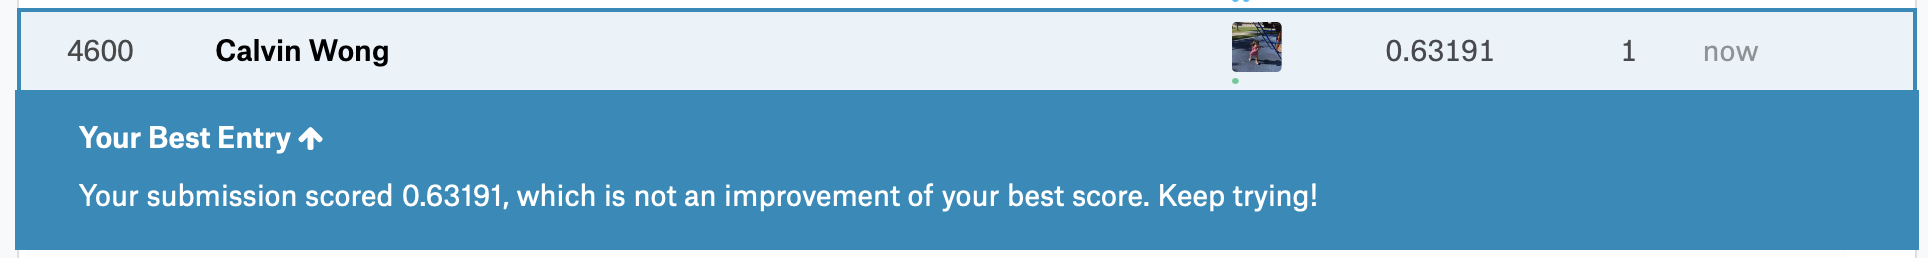 4600 Calvin Wong 0.63191 1 now
Your Best Entry
Your submission scored 0.63191, which is not an improvement of your best score. Keep trying!